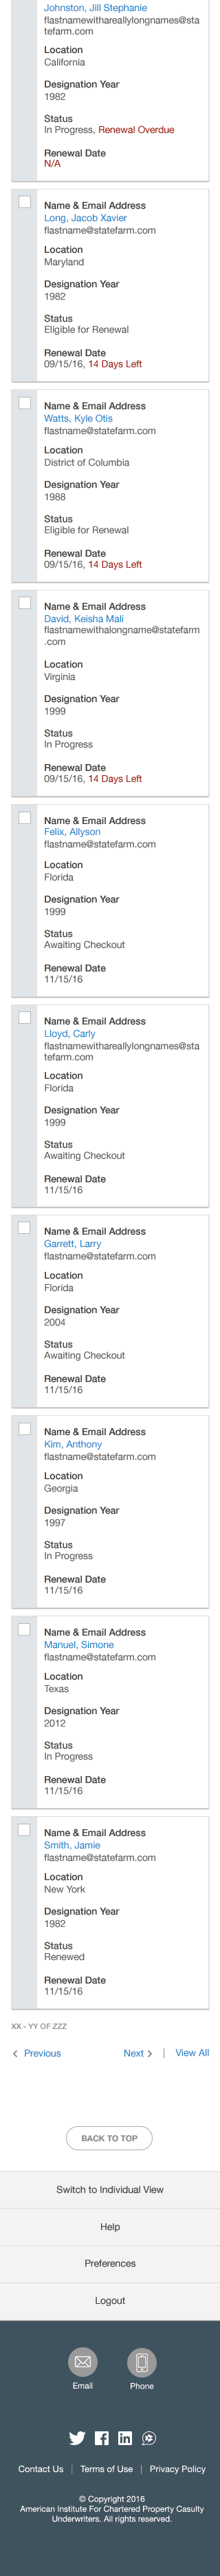 Johnston, Jill Stephanie
flastnamewithareallylongnames@sta
tefarm.com
Location
California
Designation Year
1982
Status
In Progress, Renewal Overdue
Renewal Date
N/A
Name & Email Address
Long, Jacob Xavier
flastname@statefarm.com
Location
Maryland
Designation Year
1982
Status
Eligible for Renewal
Renewal Date
09/15/16, 14 Days Left
Name & Email Address
Watts, Kyle Otis
flastname@statefarm.com
Location
District of Columbia
Designation Year
1988
Status
Eligible for Renewal
Renewal Date
09/15/16, 14 Days Left
Name & Email Address
David, Keisha Mali
flastnamewithalongname@statefarm
.com
Location
Virginia
Designation Year
1999
Status
In Progress
Renewal Date
09/15/16, 14 Days Left
Name & Email Address
Felix, Allyson
flastname@statefarm.com
Location
Florida
Designation Year
1999
Status
Awaiting Checkout
Renewal Date
11/15/16
Name & Email Address
Lloyd, Carly
flastnamewithareallylongnames@sta
tefarm.com
Location
Florida
Designation Year
1999
Status
Awaiting Checkout
Renewal Date
11/15/16
Name & Email Address
Garrett, Larry
flastname@statefarm.com
Location
Florida
Designation Year
2004
Status
Awaiting Checkout
Renewal Date
11/15/16
Name & Email Address
Kim, Anthony
flastname@statefarm.com
Location
Georgia
Designation Year
1997
Status
In Progress
Renewal Date
11/15/16
Name & Email Address
Manuel, Simone
flastname@statefarm.com
Location
Texas
Designation Year
2012
Status
In Progress
Renewal Date
11/15/16
Name & Email Address
Smith, Jamie
flastname@statefarm.com
Location
New York
Designation Year
1982
Status
Renewed
Renewal Date
11/15/16
XX - YY OF ZZZ
Previous Next | View All
BACK TO TOP
Switch to Individual View
Help
Preferences
Logout
Email Phone
Contact Us | Terms of Use | Privacy Policy
© Copyright 2016
American Institute For Chartered Property Casulty
Underwriters. All rights reserved.